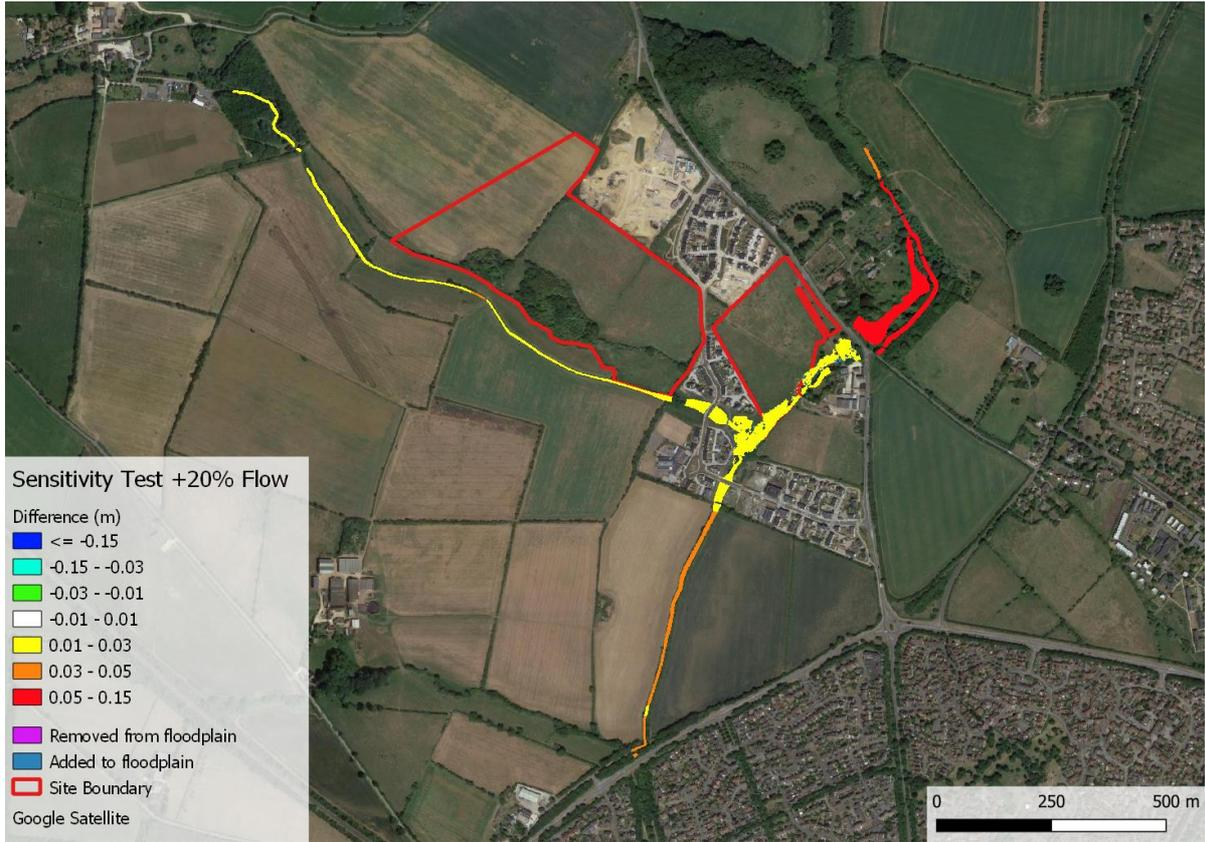 Sensitivity Test +20% Flow
Difference (m)
<= -0.15
-0.15 - -0.03
-0.03 - -0.01
-0.01 - 0.01
0.01 - 0.03
0.03 - 0.05
0.05 - 0.15
Removed from floodplain
Added to floodplain
Site Boundary
Google Satellite
0 250 500 m